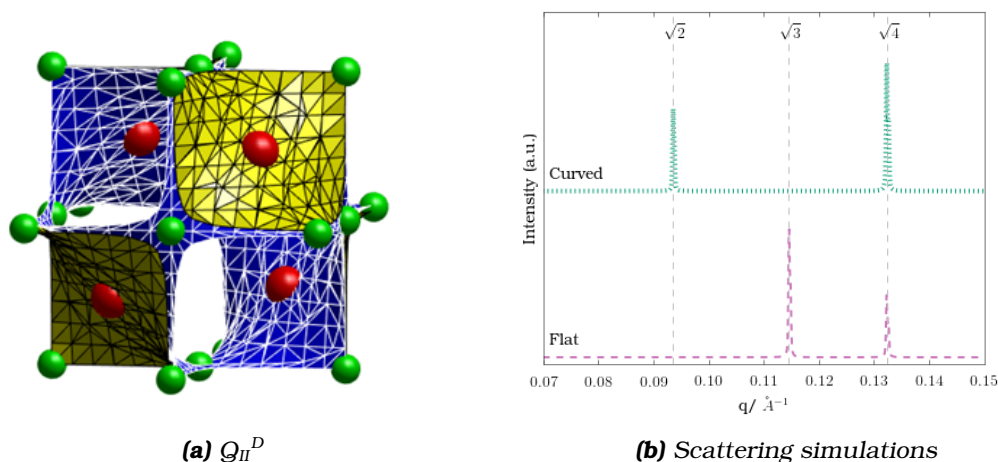 √2 √3 √4
Intensity (a.u.)
Curved
Flat
0.07 0.08 0.09 0.10 0.11 0.12 0.13 0.14 0.15
q/ Å⁻¹
(a) Q_II^D
(b) Scattering simulations